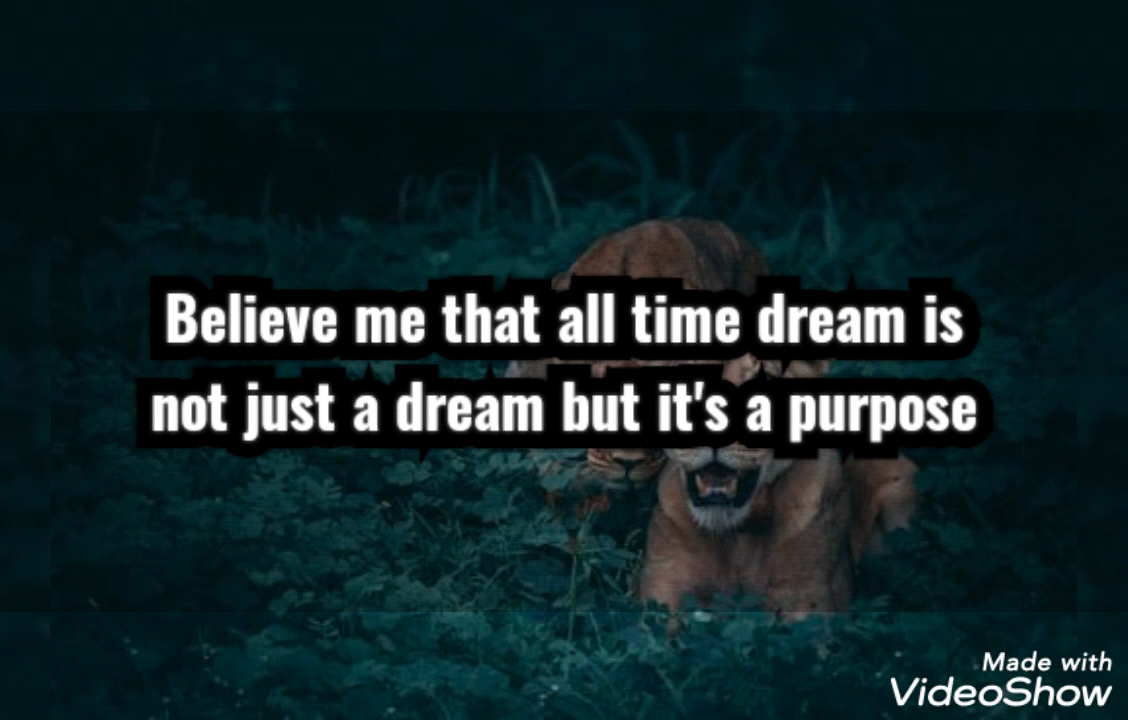 Believe me that all time dream is
not just a dream but it's a purpose
Made with
VideoShow